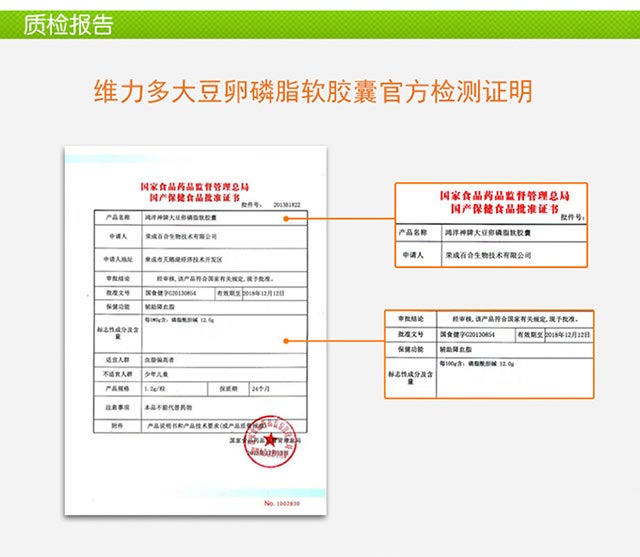 质检报告
维力多大豆卵磷脂软胶囊官方检测证明
国家食品药品监督管理总局
国产保健食品批准证书
批件号： 201301822
产品名称 鸿洋神牌大豆卵磷脂软胶囊
申请人 荣成百合生物技术有限公司
申请人地址 荣成市天鹅湖经济技术开发区
审批结论 经审核,该产品符合国家有关规定,现予批准。
批准文号 国食健字G20130854 有效期至 2018年12月12日
保健功能 辅助降血脂
标志性成分及含量 每100g含：磷脂酰胆碱 12.0g
适宜人群 血脂偏高者
不适宜人群 少年儿童
产品规格 1.2g/粒 保质期 24个月
注意事项 本品不能代替药物
附件 产品说明书和产品技术要求(或产品质量标准)
国家食品药品监督管理总局
2013年12月13日
No. 1002830
国家食品药品监督管理总局
国产保健食品批准证书
批件号：
产品名称 鸿洋神牌大豆卵磷脂软胶囊
申请人 荣成百合生物技术有限公司
审批结论 经审核,该产品符合国家有关规定,现予批准。
批准文号 国食健字G20130854 有效期至 2018年12月12日
保健功能 辅助降血脂
标志性成分及含量 每100g含：磷脂酰胆碱 12.0g